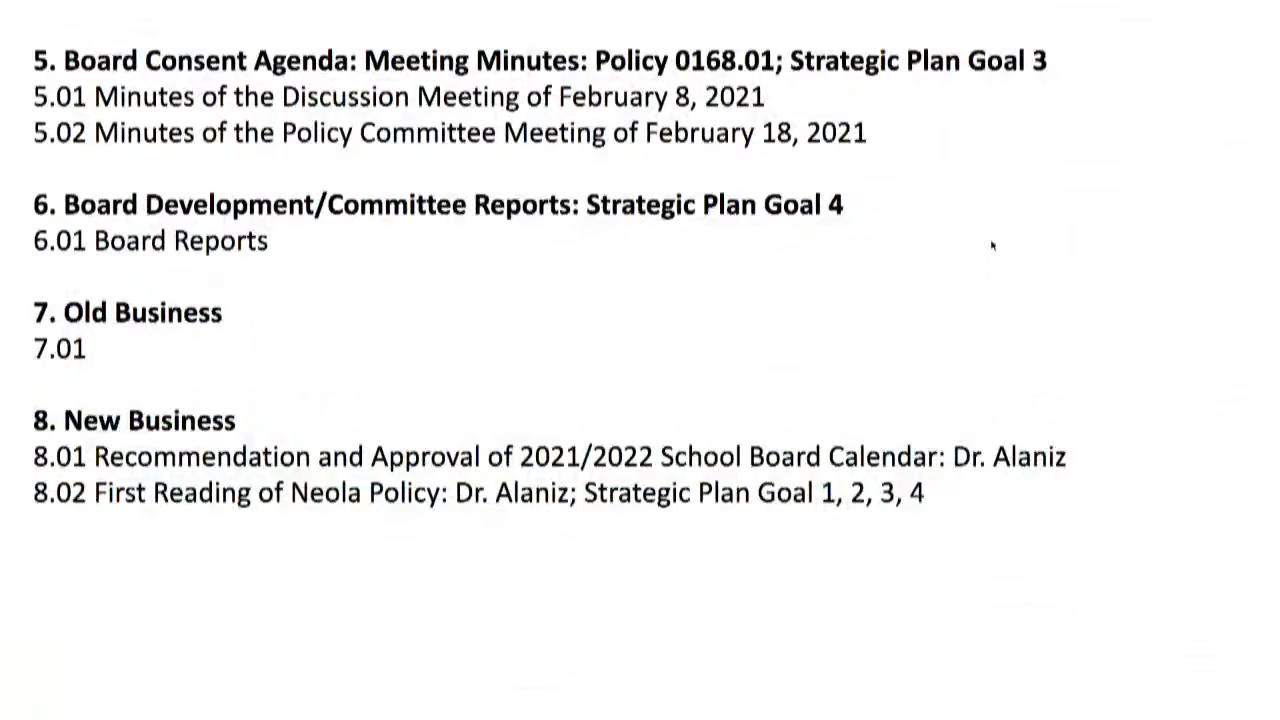 5. Board Consent Agenda: Meeting Minutes: Policy 0168.01; Strategic Plan Goal 3
5.01 Minutes of the Discussion Meeting of February 8, 2021
5.02 Minutes of the Policy Committee Meeting of February 18, 2021
6. Board Development/Committee Reports: Strategic Plan Goal 4
6.01 Board Reports
7. Old Business
7.01
8. New Business
8.01 Recommendation and Approval of 2021/2022 School Board Calendar: Dr. Alaniz
8.02 First Reading of Neola Policy: Dr. Alaniz; Strategic Plan Goal 1, 2, 3, 4